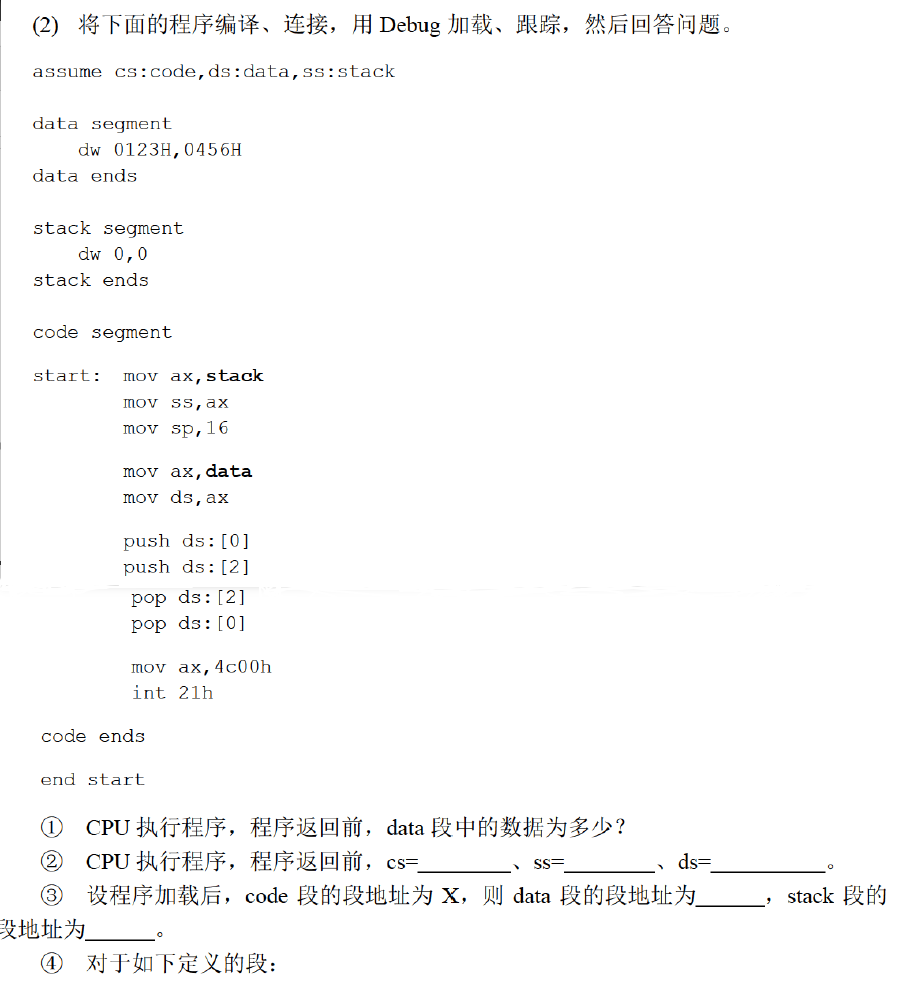 (2) 将下面的程序编译、连接，用 Debug 加载、跟踪，然后回答问题。
assume cs:code,ds:data,ss:stack
data segment
dw 0123H,0456H
data ends
stack segment
dw 0,0
stack ends
code segment
start: mov ax,stack
mov ss,ax
mov sp,16
mov ax,data
mov ds,ax
push ds:[0]
push ds:[2]
pop ds:[2]
pop ds:[0]
mov ax,4c00h
int 21h
code ends
end start
① CPU 执行程序，程序返回前，data 段中的数据为多少？
② CPU 执行程序，程序返回前，cs=________、ss=________、ds=__________。
③ 设程序加载后，code 段的段地址为 X，则 data 段的段地址为______，stack 段的
段地址为______。
④ 对于如下定义的段：